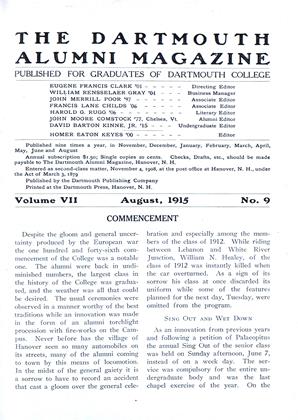 THE DARTMOUTH
ALUMNI MAGAZINE
PUBLISHED FOR GRADUATES OF DARTMOUTH COLLEGE
EUGENE FRANCIS CLARK '01 - - - - Directing Editor
WILLIAM RENSSELAER GRAY '04 - - - - Business Manager
JOHN MERRILL POOR '97 - - - - Associate Editor
FRANCIS LANE CHILDS '06 - - - - Associate Editor
HAROLD G. RUGG '06 - - - - Literary Editor
JOHN MOORE COMSTOCK '77, Chelsea, Vt. Alumni Editor
DAVID BARTON KINNE, JR. '15 - - Undergraduate Editor
HOMER EATON KEYES '00 - - - - Editor
Published nine times a year, in November, December, January, February, March, April,
May, June and August
Annual subscription $1.50; Single copies 20 cents. Checks, Drafts, etc., should be made
payable to The Dartmouth Alumni Magazine, Hanover, N. H.
Entered as second-class matter, November 4, 1908, at the post office at Hanover, N. H., under
the Act of March 3, 1879
Published by the Dartmouth Publishing Company
Printed at the Dartmouth Press, Hanover, N. H.
Volume VII August, 1915 No. 9
COMMENCEMENT
Despite the gloom and general uncer-
tainty produced by the European war
the one hundred and forty-sixth com-
mencement of the College was a notable
one. The alumni were back in undi-
minished numbers, the largest class in
the history of the College was gradua-
ted, and the weather was all that could
be desired. The usual ceremonies were
observed in a manner worthy of the best
traditions while an innovation was made
in the form of an alumni torchlight
procession with fireworks on the Cam-
pus. Never before has the village of
Hanover seen so many automobiles on
its streets, many of the alumni coming
to town by this means of locomotion.
In the midst of the general gaiety it is
a sorrow to have to record an accident
that cast a gloom over the entire cele-
bration and especially among the mem-
bers of the class of 1912. While riding
between Lebanon and White River
Junction, William N. Healey, of the
class of 1912 was instantly killed when
the car overturned. As a sign of its
sorrow his class at once discarded its
uniform while some of the features
planned for the next day, Tuesday, were
omitted from the program.
SING OUT AND WET DOWN
As an innovation from previous years
and following a petition of Palaeopitus
the annual Sing Out of the senior class
was held on Sunday afternoon, June 7,
instead of on a week day. The ser-
vice was compulsory for the entire un-
dergraduate body and was the last
chapel exercise of the year. On the